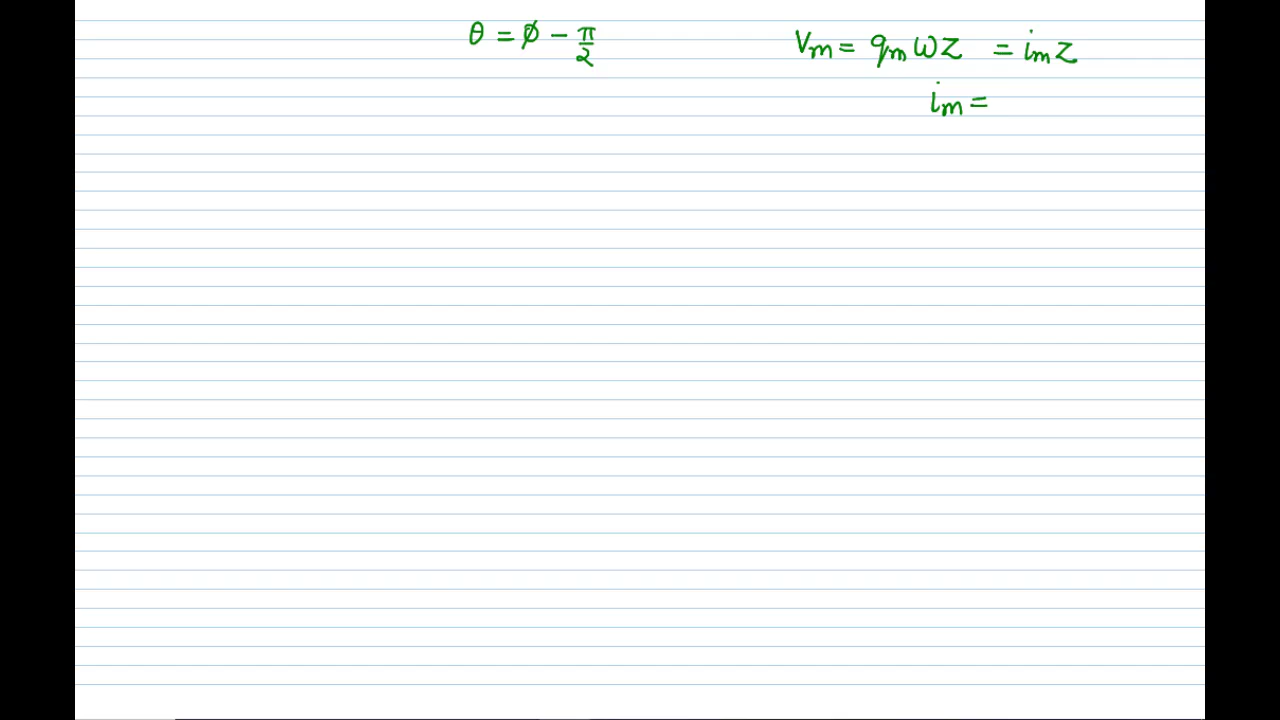 θ = ϕ - π/2
Vm = qm ω Z = im Z
im =